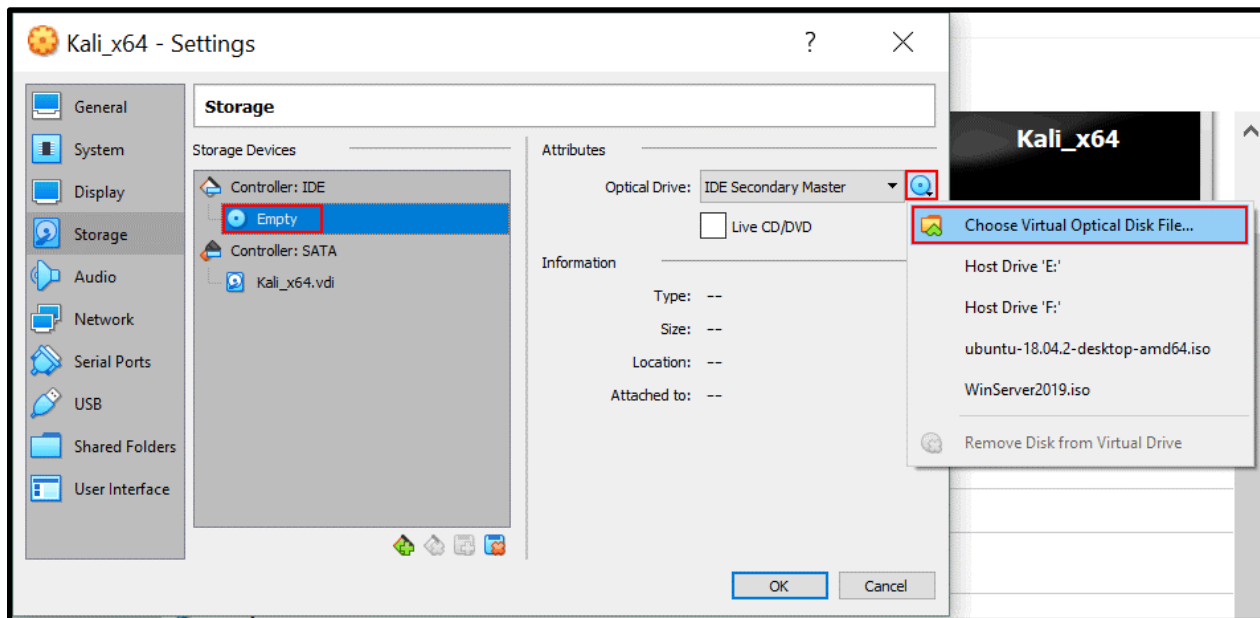 Kali_x64 - Settings
?
General
System
Display
Storage
Audio
Network
Serial Ports
USB
Shared Folders
User Interface
Storage
Storage Devices
Controller: IDE
Empty
Controller: SATA
Kali_x64.vdi
Attributes
Optical Drive: IDE Secondary Master
Live CD/DVD
Information
Type: --
Size: --
Location: --
Attached to: --
OK
Cancel
Kali_x64
Choose Virtual Optical Disk File...
Host Drive 'E:'
Host Drive 'F:'
ubuntu-18.04.2-desktop-amd64.iso
WinServer2019.iso
Remove Disk from Virtual Drive